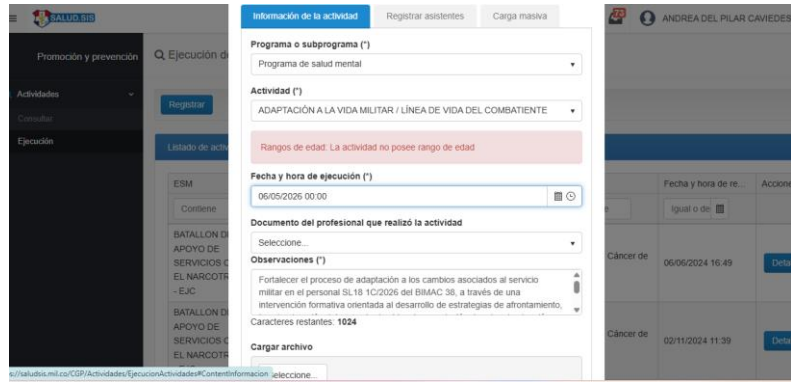 SALUD.SIS
Información de la actividad
Registrar asistentes
Carga masiva
ANDREA DEL PILAR CAVIEDES
Promoción y prevención
Actividades
Consultar
Ejecución
Ejecución de
Registrar
Listado de activ
ESM
Contiene
BATALLON DE
APOYO DE
SERVICIOS C
EL NARCOTR
- EJC
BATALLON DE
APOYO DE
SERVICIOS C
EL NARCOTR
Programa o subprograma (*)
Programa de salud mental
Actividad (*)
ADAPTACIÓN A LA VIDA MILITAR / LÍNEA DE VIDA DEL COMBATIENTE
Rangos de edad: La actividad no posee rango de edad
Fecha y hora de ejecución (*)
06/05/2026 00:00
Documento del profesional que realizó la actividad
Seleccione...
Observaciones (*)
Fortalecer el proceso de adaptación a los cambios asociados al servicio
militar en el personal SL18 1C/2026 del BIMAC 38, a través de una
intervención formativa orientada al desarrollo de estrategias de afrontamiento,
Caracteres restantes: 1024
Cargar archivo
seleccione...
Fecha y hora de re...
Accione
Igual o de
Cáncer de
06/06/2024 16:49
Deta
Cáncer de
02/11/2024 11:39
Deta
s://saludsis.mil.co/CGP/Actividades/EjecucionActividades#ContentInformacion